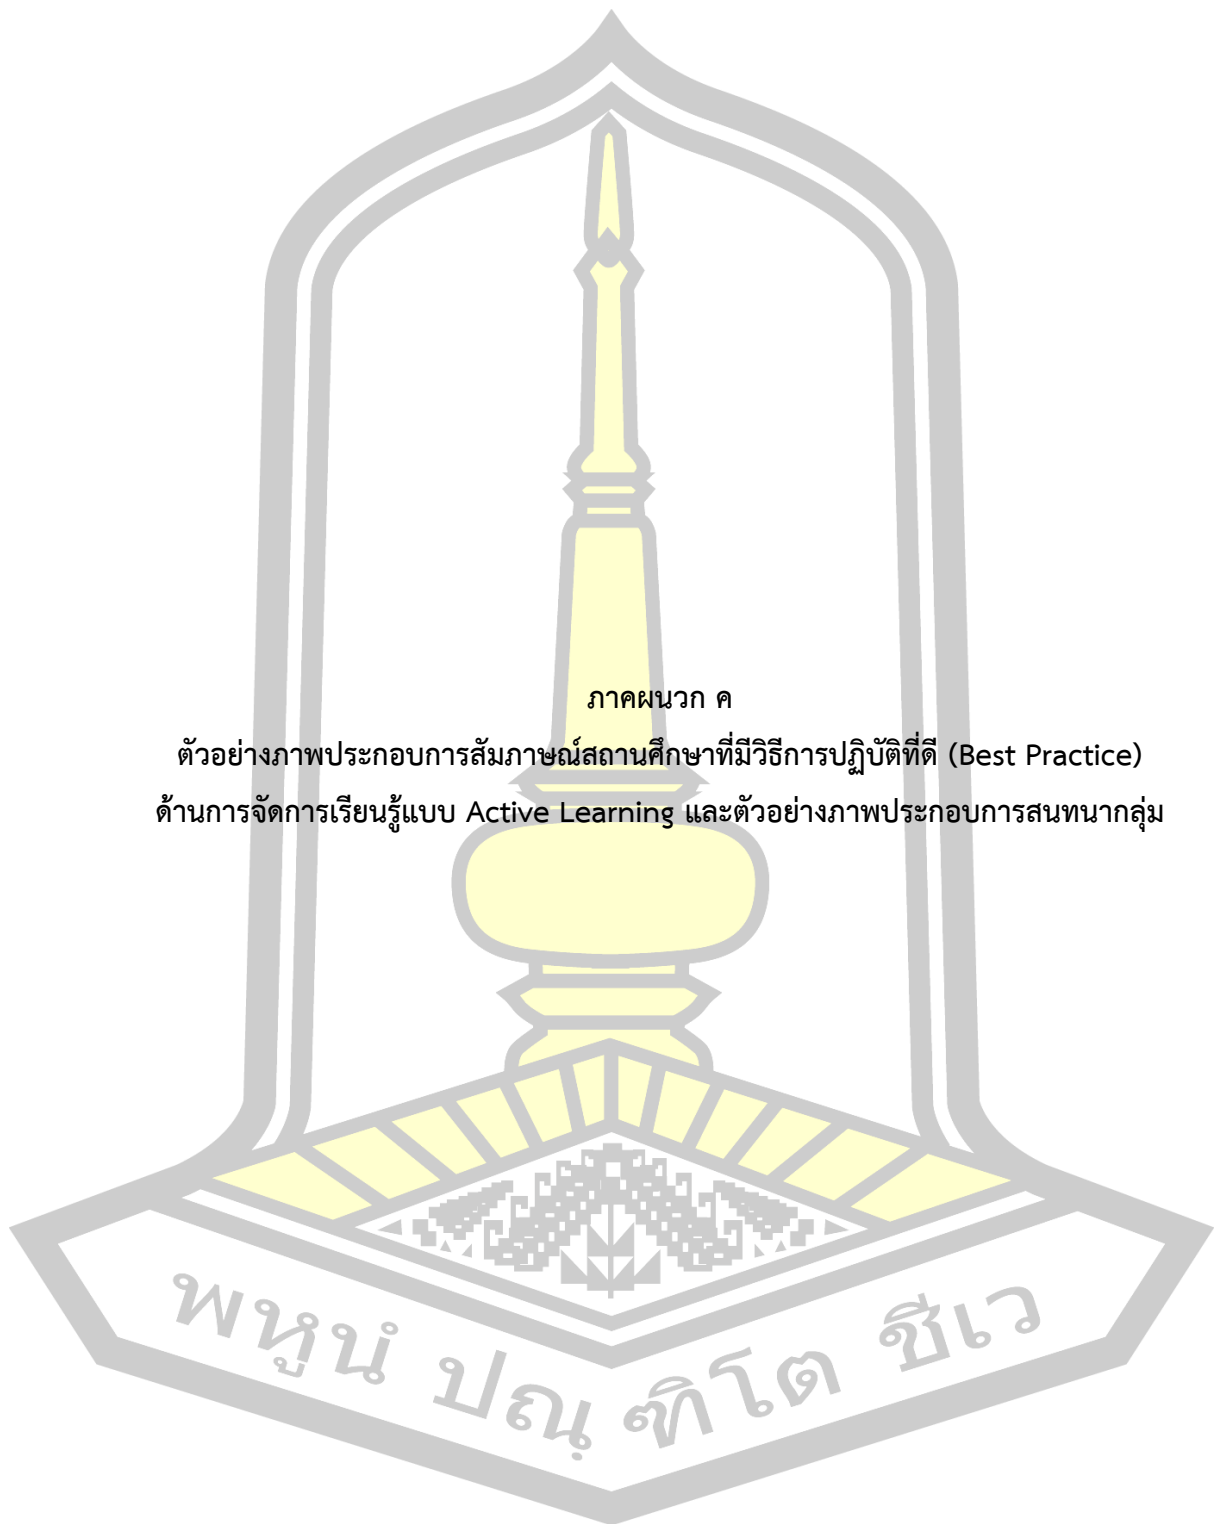 ภาคผนวก ค
ตัวอย่างภาพประกอบการสัมภาษณ์สถานศึกษาที่มีวิธีการปฏิบัติที่ดี (Best Practice)
ด้านการจัดการเรียนรู้แบบ Active Learning และตัวอย่างภาพประกอบการสนทนากลุ่ม
พหูนํ ปณฺ ฑิโต ชีเว